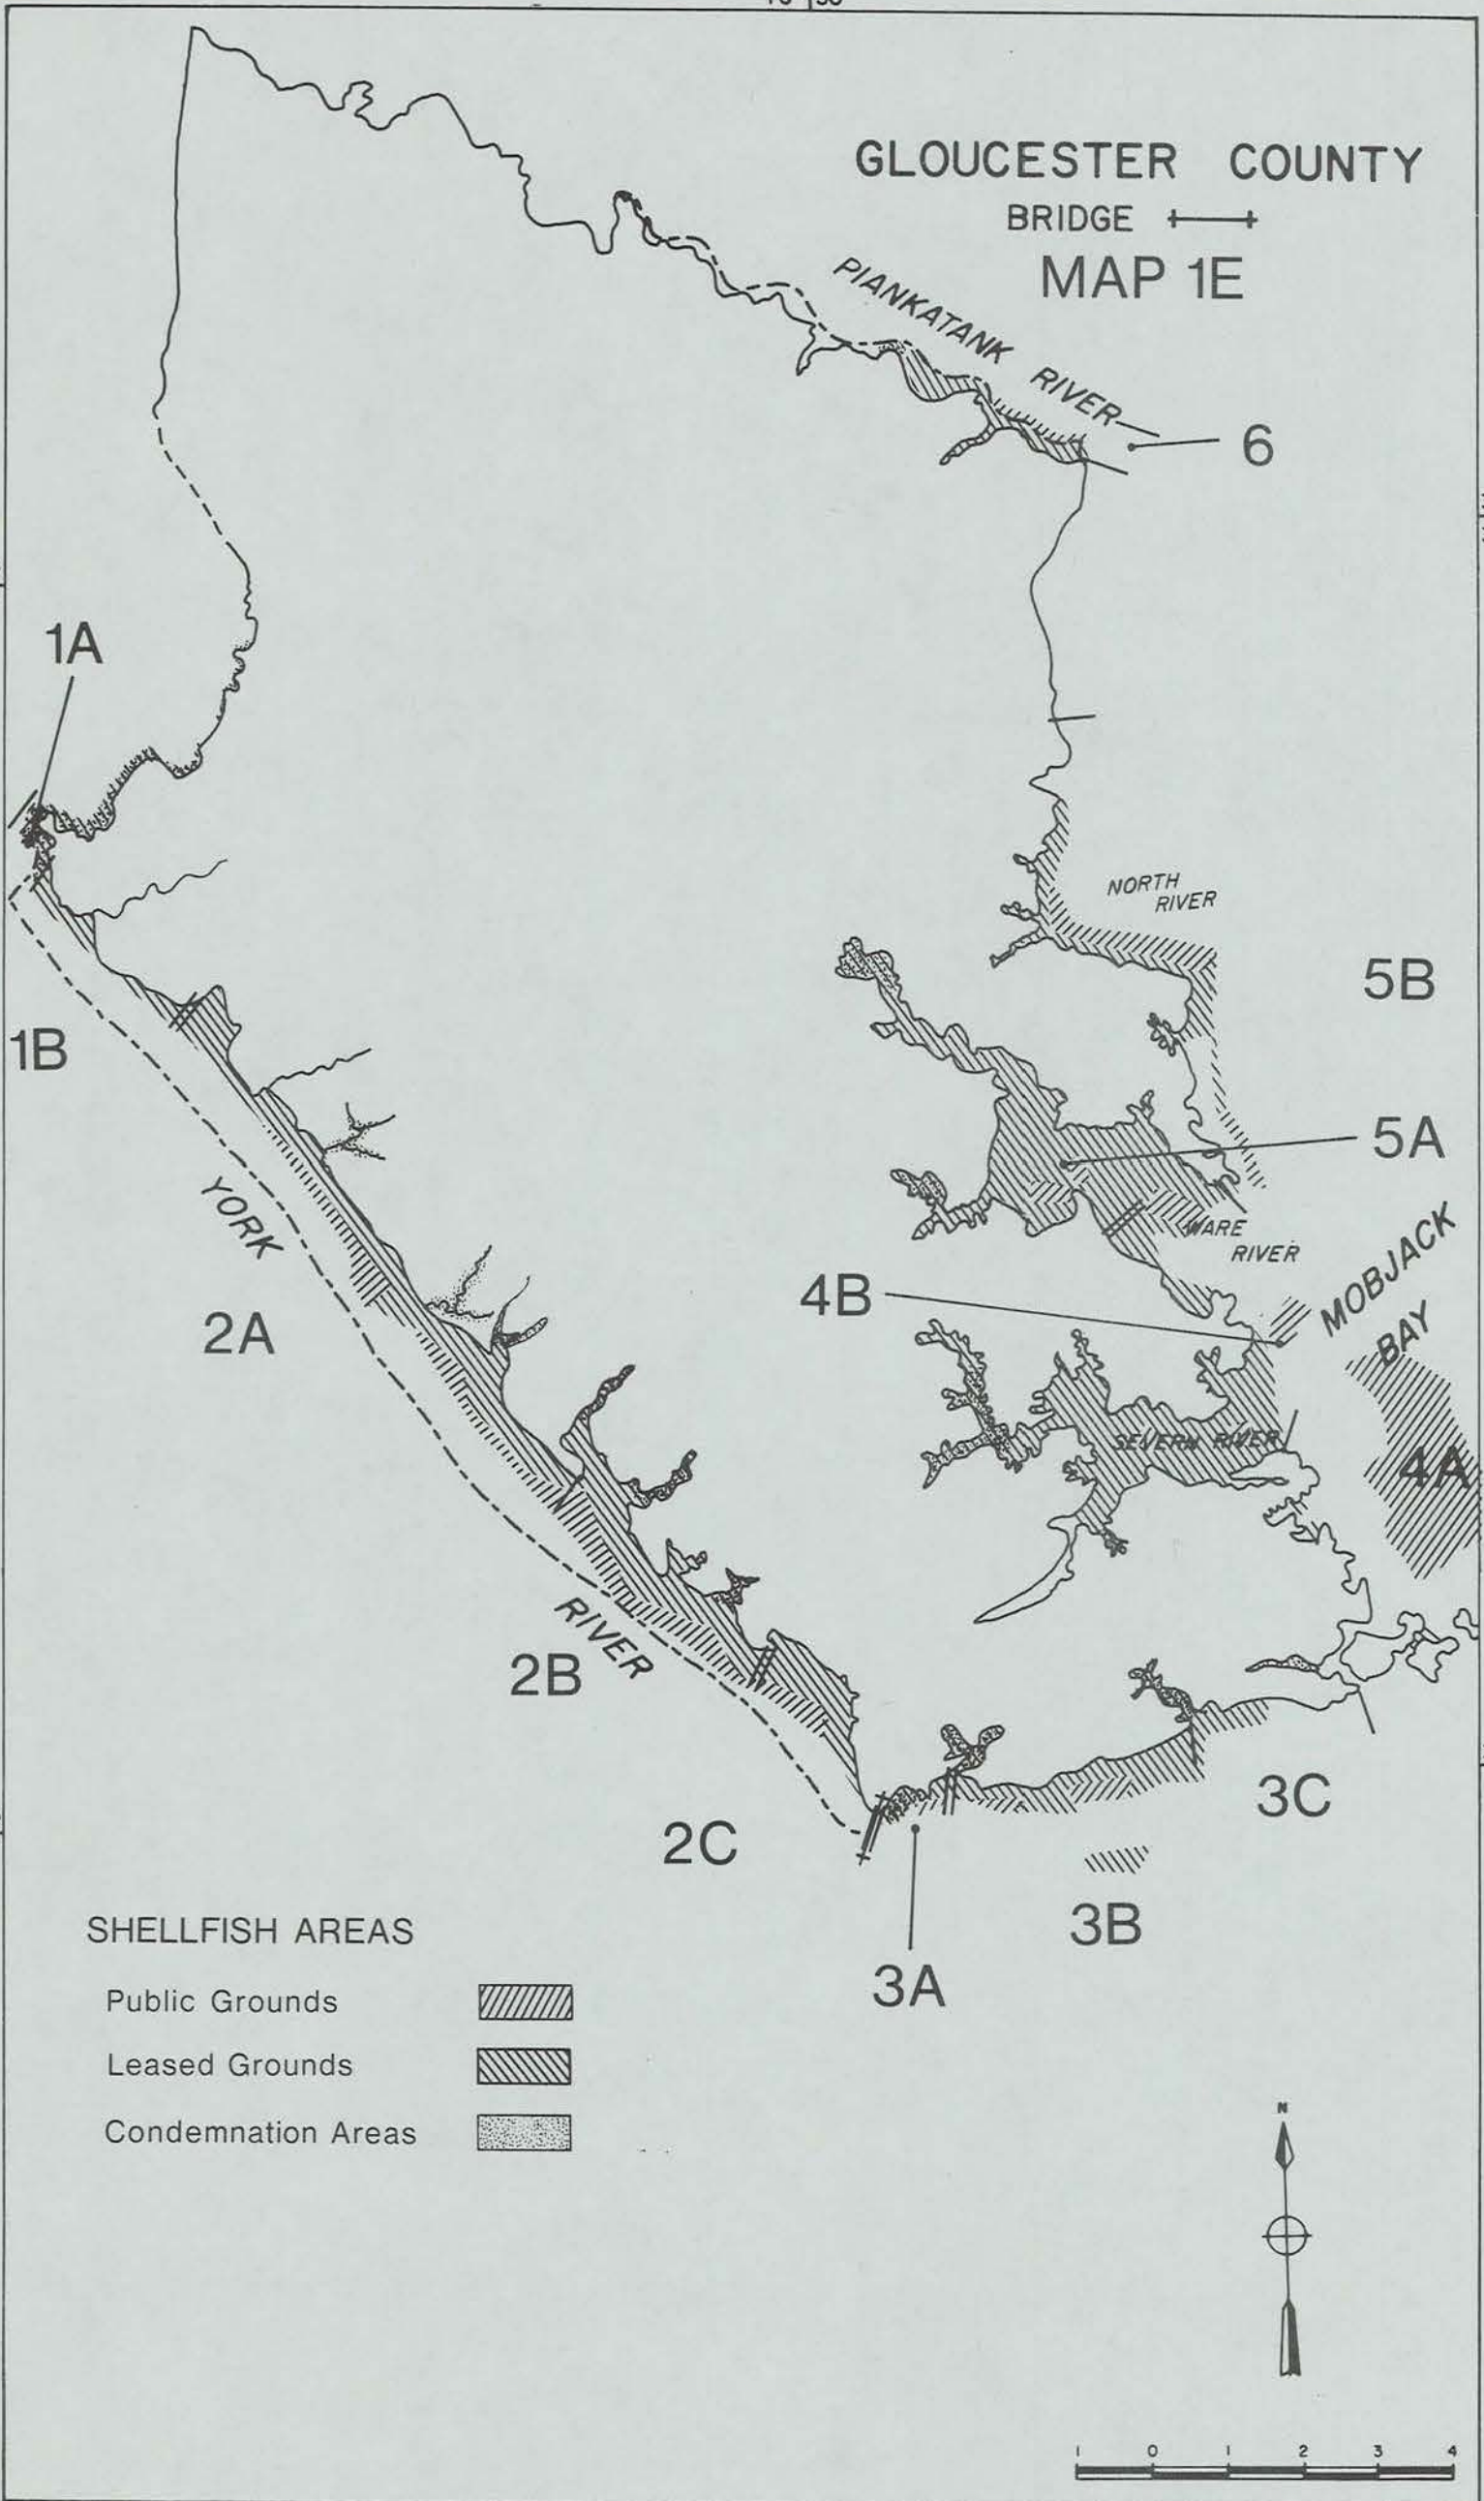 GLOUCESTER COUNTY
BRIDGE
MAP 1E
PIANKATANK RIVER
6
1A
NORTH
RIVER
5B
1B
5A
YORK
WARE
RIVER
MOBJACK
BAY
4B
2A
SEVERN RIVER
4A
RIVER
2B
3C
2C
3B
3A
SHELLFISH AREAS
Public Grounds
Leased Grounds
Condemnation Areas
N
1 0 1 2 3 4